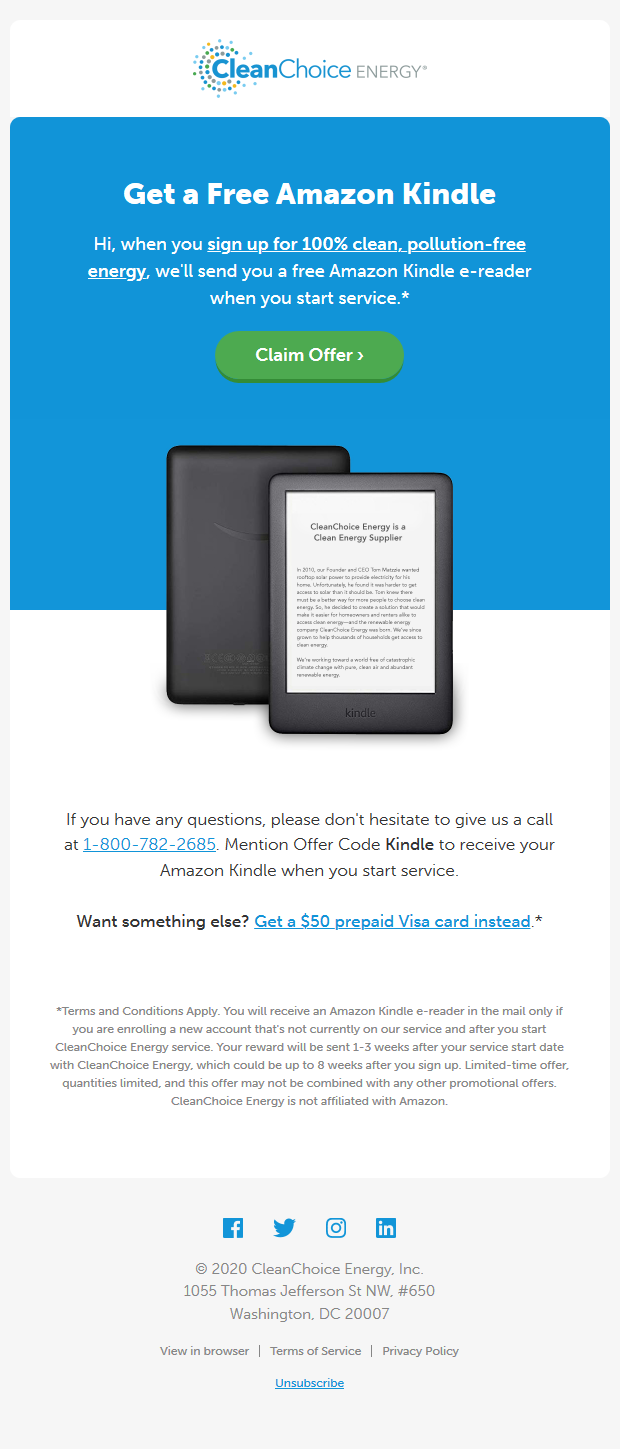 CleanChoice ENERGY®
Get a Free Amazon Kindle
Hi, when you sign up for 100% clean, pollution-free
energy, we'll send you a free Amazon Kindle e-reader
when you start service.*
Claim Offer ›
CleanChoice Energy is a
Clean Energy Supplier
In 2010, our Founder and CEO Tom Matzzie wanted
rooftop solar power to provide electricity for his
home. Unfortunately, he found it was harder to get
access to solar than it should be. Tom knew there
must be a better way for more people to choose clean
energy. So, he decided to create a solution that would
make it easier for homeowners and renters alike to
access clean energy—and the renewable energy
company CleanChoice Energy was born. We've since
grown to help thousands of households get access to
clean energy.
We're working toward a world free of catastrophic
climate change with pure, clean air and abundant
renewable energy.
kindle
If you have any questions, please don't hesitate to give us a call
at 1-800-782-2685. Mention Offer Code Kindle to receive your
Amazon Kindle when you start service.
Want something else? Get a $50 prepaid Visa card instead.*
*Terms and Conditions Apply. You will receive an Amazon Kindle e-reader in the mail only if
you are enrolling a new account that's not currently on our service and after you start
CleanChoice Energy service. Your reward will be sent 1-3 weeks after your service start date
with CleanChoice Energy, which could be up to 8 weeks after you sign up. Limited-time offer,
quantities limited, and this offer may not be combined with any other promotional offers.
CleanChoice Energy is not affiliated with Amazon.
© 2020 CleanChoice Energy, Inc.
1055 Thomas Jefferson St NW, #650
Washington, DC 20007
View in browser | Terms of Service | Privacy Policy
Unsubscribe